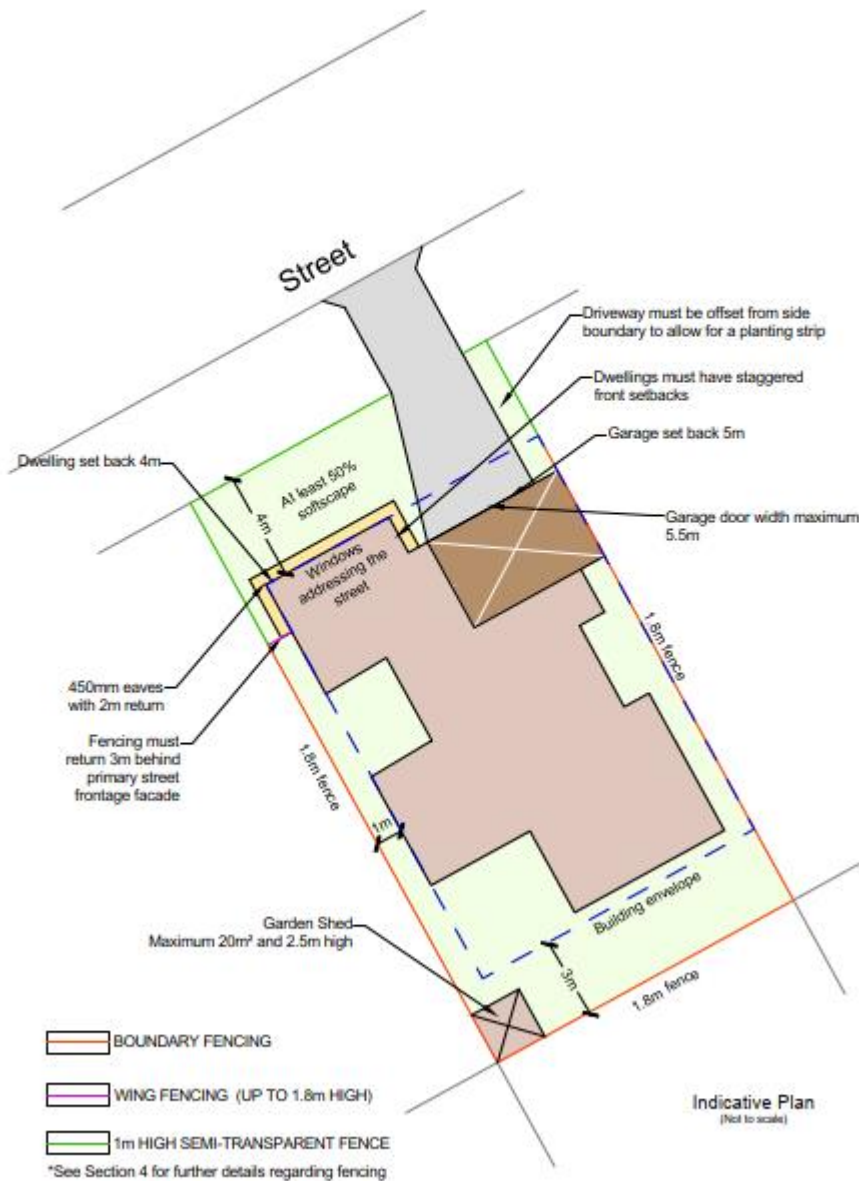 Street
Driveway must be offset from side
boundary to allow for a planting strip
Dwellings must have staggered
front setbacks
Garage set back 5m
Dwelling set back 4m
At least 50%
softscape
4m
Garage door width maximum
5.5m
Windows
addressing the
street
450mm eaves
with 2m return
Fencing must
return 3m behind
primary street
frontage facade
1.8m fence
1.8m fence
1m
Garden Shed
Maximum 20m² and 2.5m high
Building envelope
3m
1.8m fence
BOUNDARY FENCING
WING FENCING (UP TO 1.8m HIGH)
1m HIGH SEMI-TRANSPARENT FENCE
*See Section 4 for further details regarding fencing
Indicative Plan
(Not to scale)